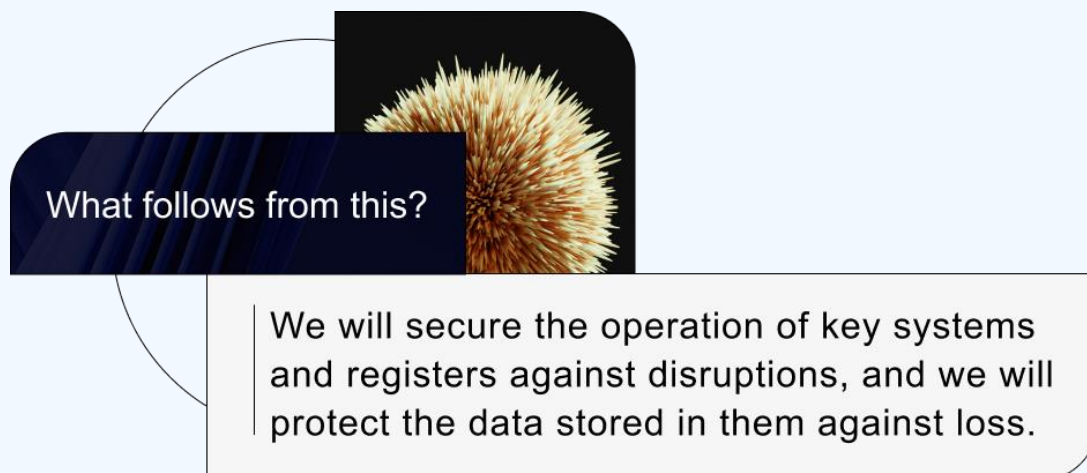 What follows from this?
We will secure the operation of key systems
and registers against disruptions, and we will
protect the data stored in them against loss.